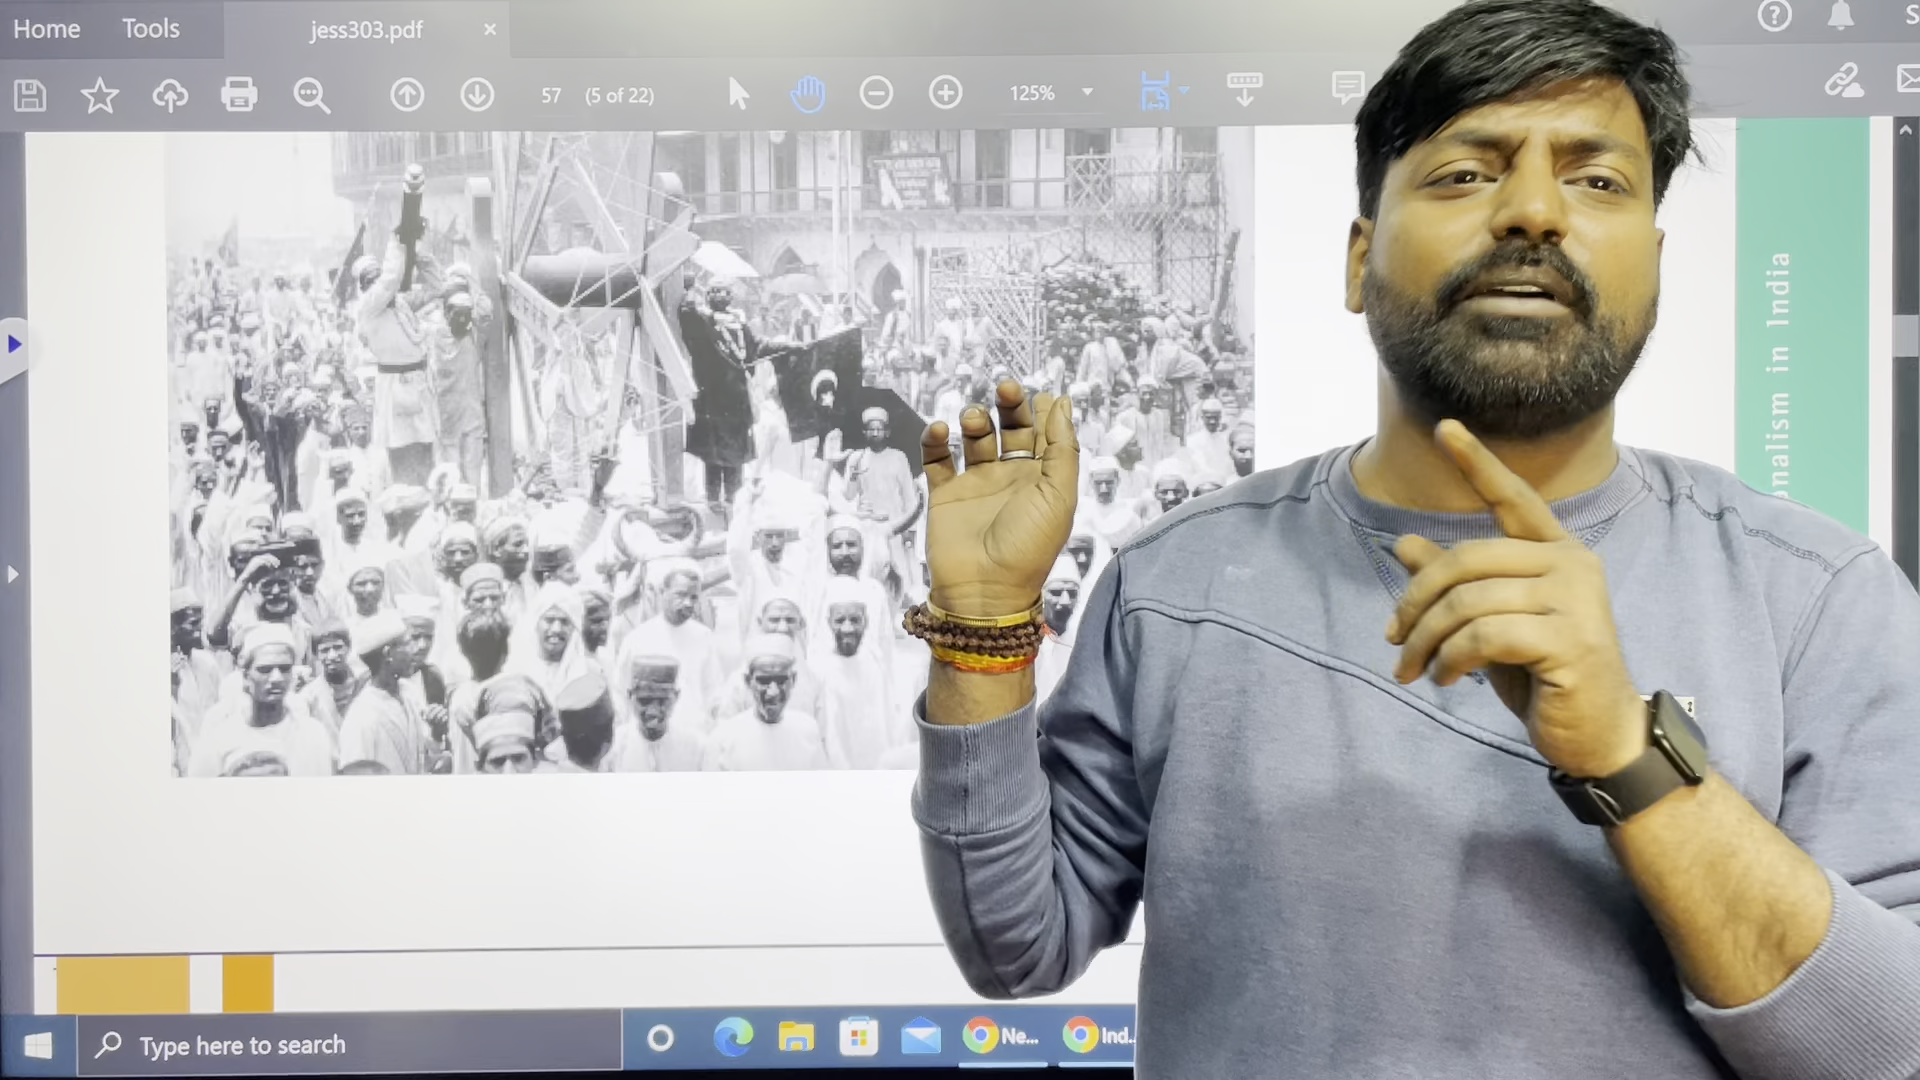 Home Tools jess303.pdf
57 (5 of 22) 125%
nalism in India
Type here to search
Ne...
Ind...